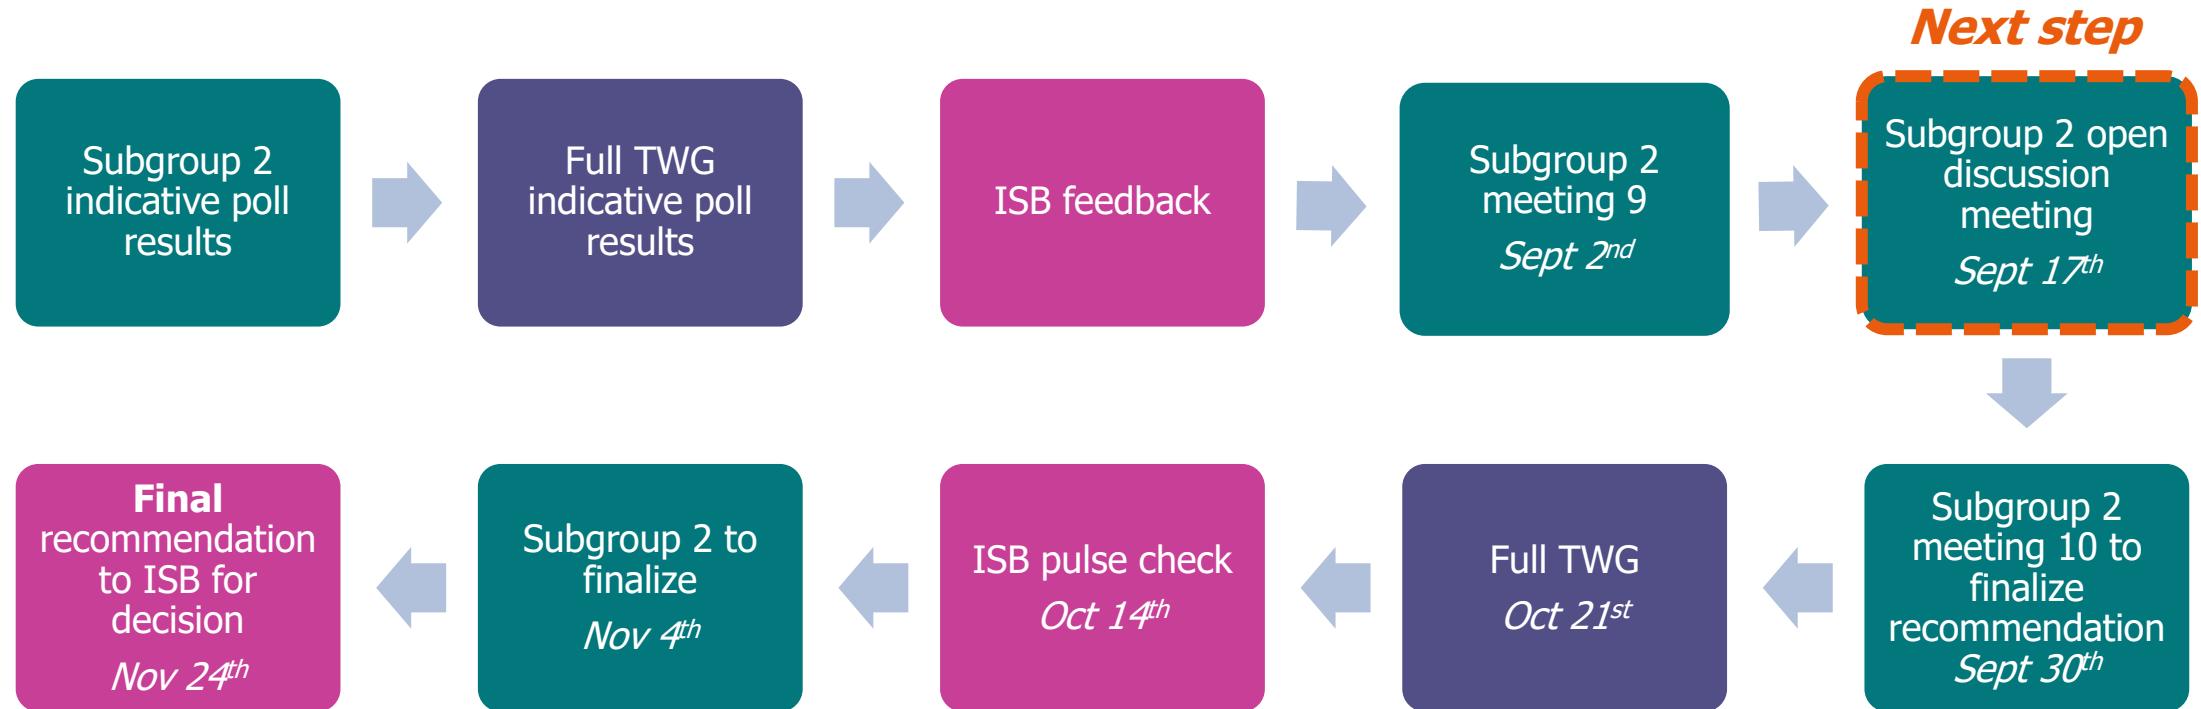 Next step
Subgroup 2
indicative poll
results
Full TWG
indicative poll
results
ISB feedback
Subgroup 2
meeting 9
Sept 2nd
Subgroup 2 open
discussion
meeting
Sept 17th
Subgroup 2
meeting 10 to
finalize
recommendation
Sept 30th
Full TWG
Oct 21st
ISB pulse check
Oct 14th
Subgroup 2 to
finalize
Nov 4th
Final
recommendation
to ISB for
decision
Nov 24th